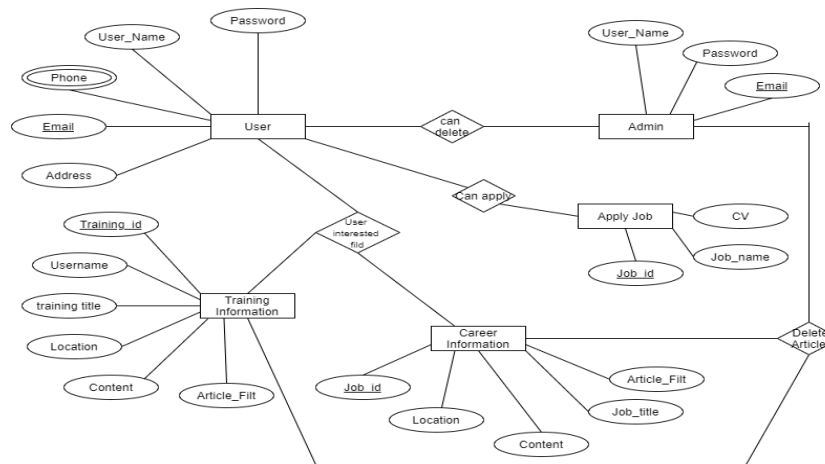 Password
User_Name
User_Name
Phone
Password
Email
Email
User
can
delete
Admin
Address
Can apply
Training_id
User
interested
fild
Apply Job
CV
Username
Job_id
Job_name
training title
Training
Information
Location
Career
Information
Delete
Article
Content
Article_Filt
Job_id
Article_Filt
Location
Job_title
Content